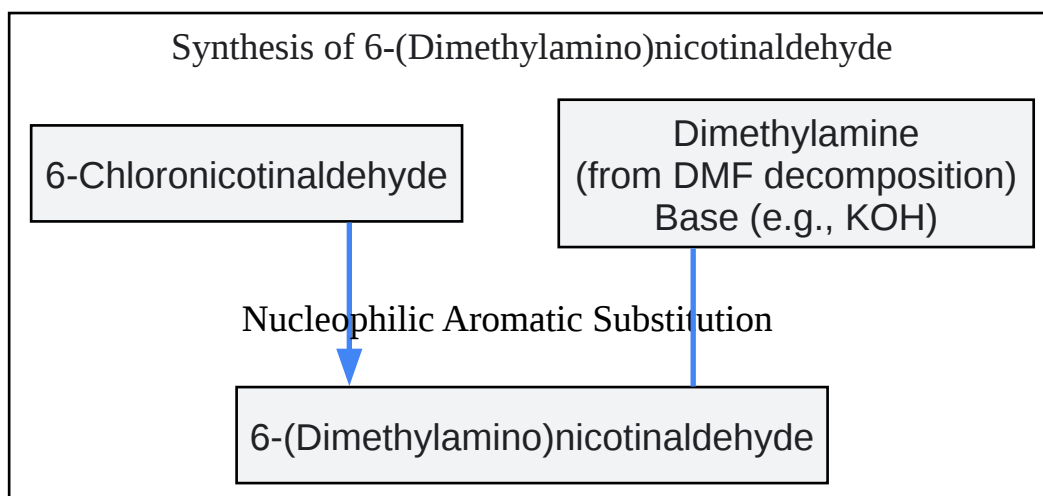 Synthesis of 6-(Dimethylamino)nicotinaldehyde
6-Chloronicotinaldehyde
Dimethylamine
(from DMF decomposition)
Base (e.g., KOH)
Nucleophilic Aromatic Substitution
6-(Dimethylamino)nicotinaldehyde